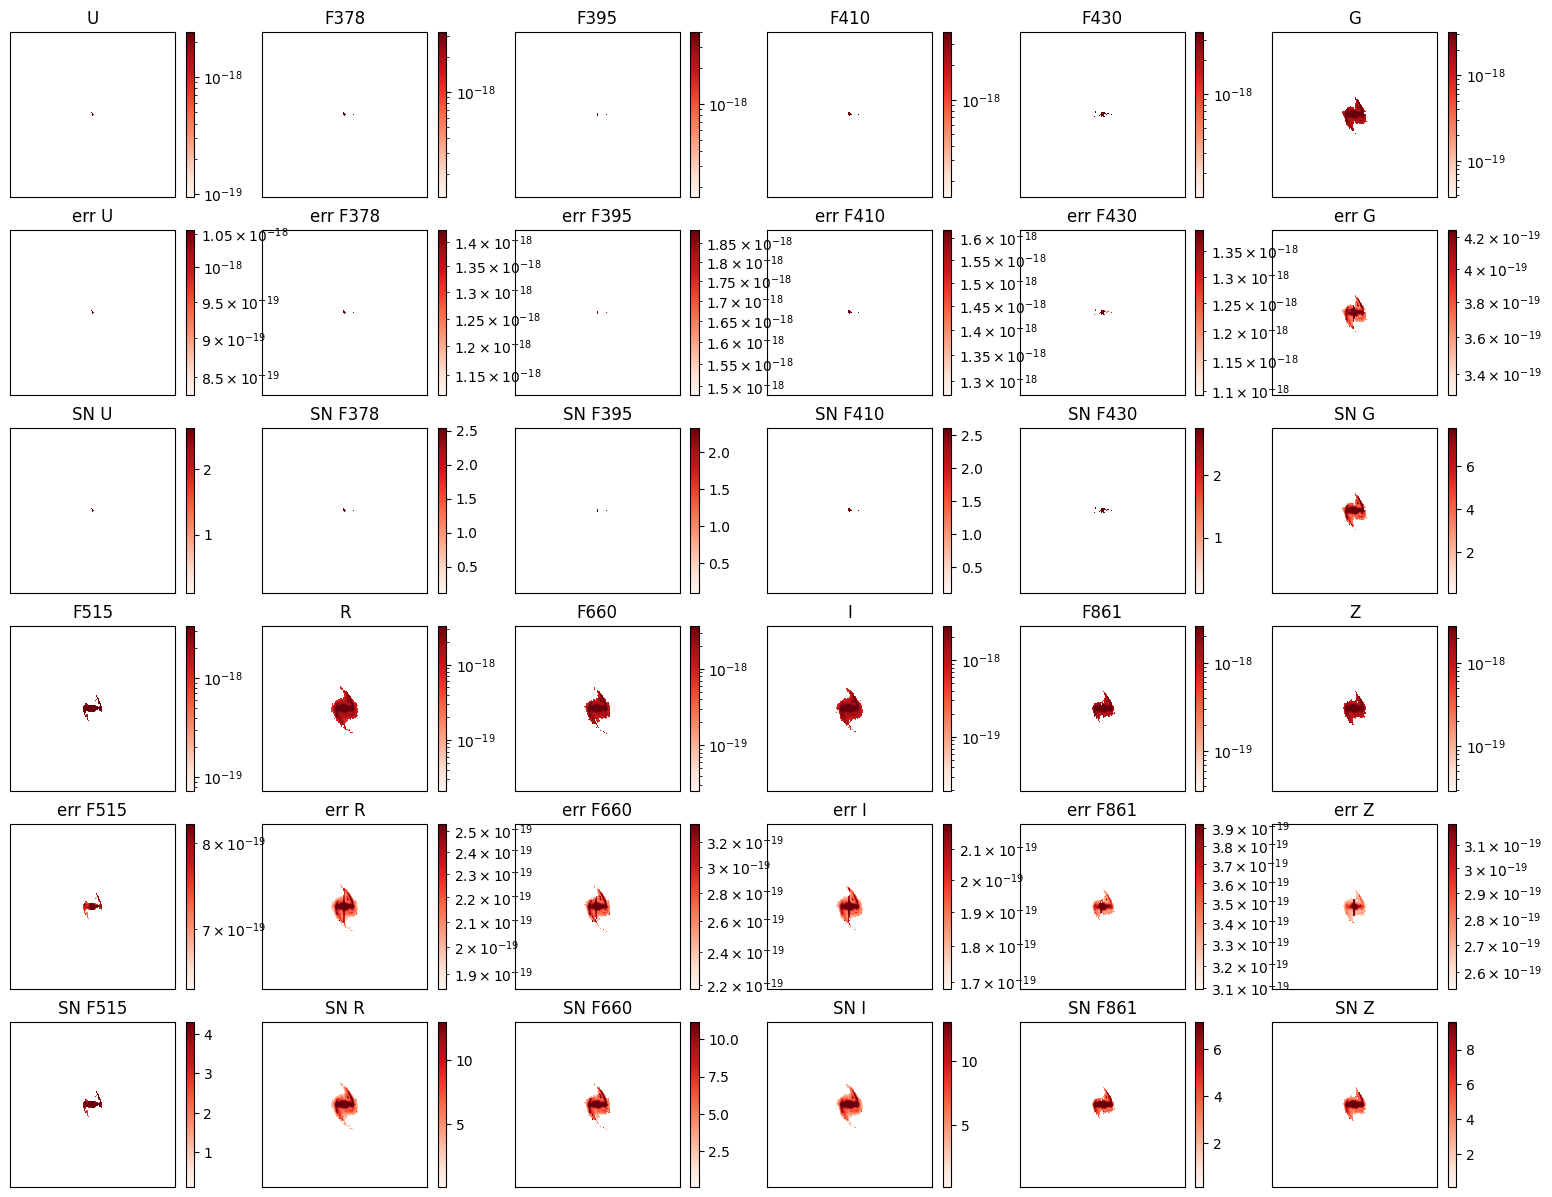 U F378 F395 F410 F430 G
10⁻¹⁸ 10⁻¹⁸ 10⁻¹⁸ 10⁻¹⁸ 10⁻¹⁸ 10⁻¹⁸
10⁻¹⁹ 10⁻¹⁹
err U err F378 err F395 err F410 err F430 err G
1.05 × 10⁻¹⁸ 1.4 × 10⁻¹⁸ 1.85 × 10⁻¹⁸ 1.6 × 10⁻¹⁸ 1.35 × 10⁻¹⁸ 4.2 × 10⁻¹⁹
10⁻¹⁸ 1.35 × 10⁻¹⁸ 1.8 × 10⁻¹⁸ 1.55 × 10⁻¹⁸ 1.3 × 10⁻¹⁸ 4 × 10⁻¹⁹
9.5 × 10⁻¹⁹ 1.3 × 10⁻¹⁸ 1.75 × 10⁻¹⁸ 1.5 × 10⁻¹⁸ 1.25 × 10⁻¹⁸ 3.8 × 10⁻¹⁹
9 × 10⁻¹⁹ 1.25 × 10⁻¹⁸ 1.7 × 10⁻¹⁸ 1.45 × 10⁻¹⁸ 1.2 × 10⁻¹⁸ 3.6 × 10⁻¹⁹
8.5 × 10⁻¹⁹ 1.2 × 10⁻¹⁸ 1.65 × 10⁻¹⁸ 1.4 × 10⁻¹⁸ 1.15 × 10⁻¹⁸ 3.4 × 10⁻¹⁹
1.15 × 10⁻¹⁸ 1.6 × 10⁻¹⁸ 1.35 × 10⁻¹⁸ 1.1 × 10⁻¹⁸
1.55 × 10⁻¹⁸ 1.3 × 10⁻¹⁸
1.5 × 10⁻¹⁸
SN U SN F378 SN F395 SN F410 SN F430 SN G
2 2.5 2.0 2.5 2 6
1 2.0 1.5 2.0 1 4
1.5 1.0 1.5 2
1.0 0.5 1.0
0.5 0.5
F515 R F660 I F861 Z
10⁻¹⁸ 10⁻¹⁸ 10⁻¹⁸ 10⁻¹⁸ 10⁻¹⁸ 10⁻¹⁸
10⁻¹⁹ 10⁻¹⁹ 10⁻¹⁹ 10⁻¹⁹ 10⁻¹⁹ 10⁻¹⁹
err F515 err R err F660 err I err F861 err Z
8 × 10⁻¹⁹ 2.5 × 10⁻¹⁹ 3.2 × 10⁻¹⁹ 2.1 × 10⁻¹⁹ 3.9 × 10⁻¹⁹ 3.1 × 10⁻¹⁹
7 × 10⁻¹⁹ 2.4 × 10⁻¹⁹ 3 × 10⁻¹⁹ 2 × 10⁻¹⁹ 3.8 × 10⁻¹⁹ 3 × 10⁻¹⁹
2.3 × 10⁻¹⁹ 2.8 × 10⁻¹⁹ 1.9 × 10⁻¹⁹ 3.7 × 10⁻¹⁹ 2.9 × 10⁻¹⁹
2.2 × 10⁻¹⁹ 2.6 × 10⁻¹⁹ 1.8 × 10⁻¹⁹ 3.6 × 10⁻¹⁹ 2.8 × 10⁻¹⁹
2.1 × 10⁻¹⁹ 2.4 × 10⁻¹⁹ 1.7 × 10⁻¹⁹ 3.5 × 10⁻¹⁹ 2.7 × 10⁻¹⁹
2 × 10⁻¹⁹ 2.2 × 10⁻¹⁹ 3.4 × 10⁻¹⁹ 2.6 × 10⁻¹⁹
1.9 × 10⁻¹⁹ 3.3 × 10⁻¹⁹
3.2 × 10⁻¹⁹
3.1 × 10⁻¹⁹
SN F515 SN R SN F660 SN I SN F861 SN Z
4 10 10.0 10 6 8
3 5 7.5 5 4 6
2 5.0 2 4
1 2.5 2